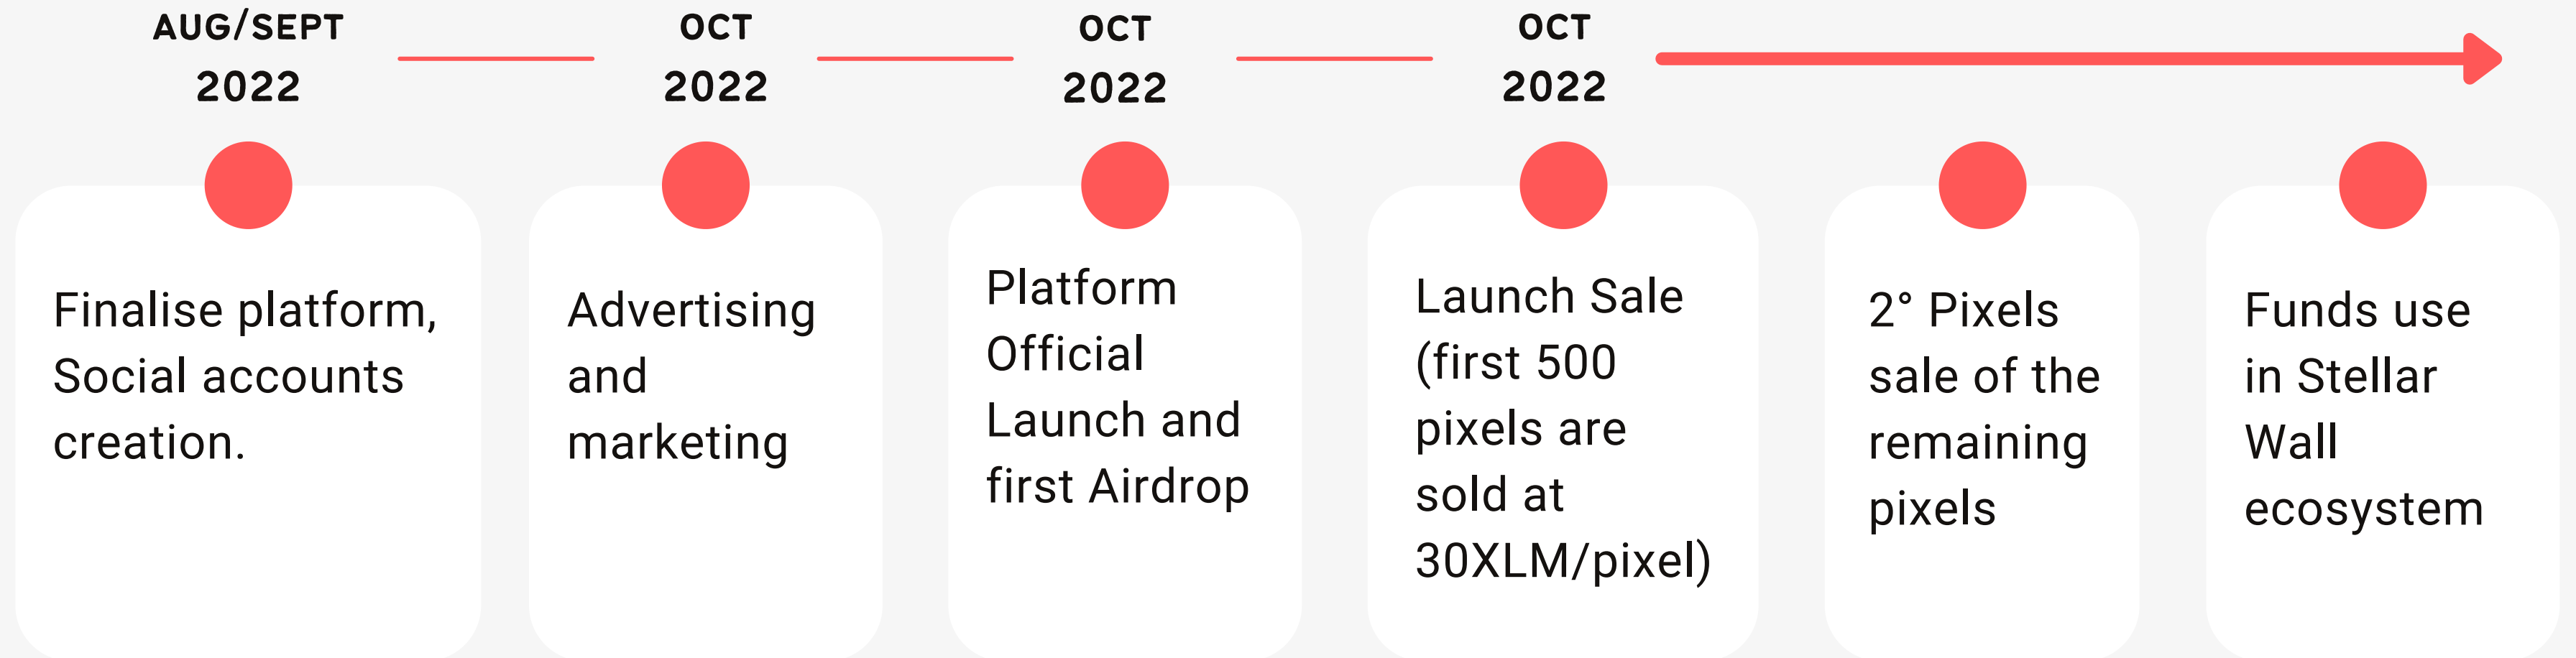 AUG/SEPT
2022
OCT
2022
OCT
2022
OCT
2022
Finalise platform,
Social accounts
creation.
Advertising
and
marketing
Platform
Official
Launch and
first Airdrop
Launch Sale
(first 500
pixels are
sold at
30XLM/pixel)
2° Pixels
sale of the
remaining
pixels
Funds use
in Stellar
Wall
ecosystem